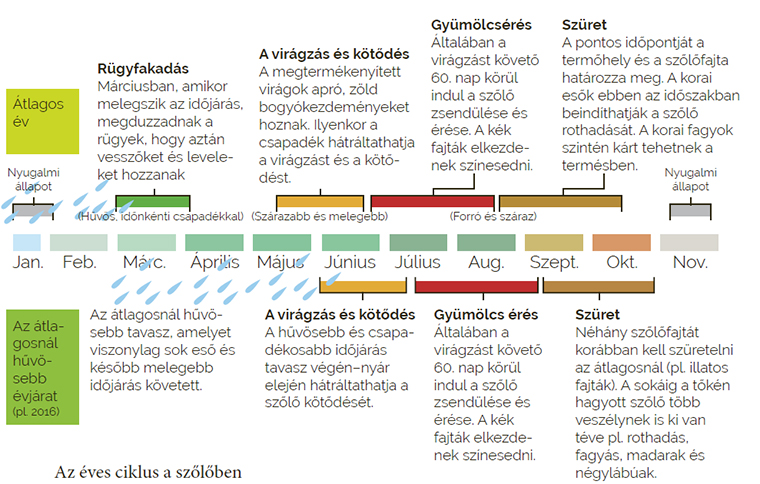 Átlagos
év
Nyugalmi
állapot
Rügyfakadás
Márciusban, amikor
melegszik az időjárás,
megduzzadnak a
rügyek, hogy aztán
vesszőket és levele-
ket hozzanak
(Hűvös, időnkénti csapadékkal)
A virágzás és kötődés
A megtermékenyített
virágok apró, zöld
bogyókezdeményeket
hoznak. Ilyenkor a
csapadék hátráltathatja
a virágzást és a kötő-
dést.
(Szárazabb és melegebb)
Gyümölcsérés
Általában a
virágzást követő
60. nap körül
indul a szőlő
zsendülése és
érése. A kék
fajták elkezde-
nek színesedni.
(Forró és száraz)
Szüret
A pontos időpontját a
termőhely és a szőlőfajta
határozza meg. A korai
esők ebben az időszakban
beindíthatják a szőlő
rothadását. A korai fagyok
szintén kárt tehetnek a
termésben.
Nyugalmi
állapot
Jan. Feb. Márc. Április Május Június Július Aug. Szept. Okt. Nov.
Az átla-
gosnál
hűvö-
sebb
évjárat
(pl. 2016)
Az átlagosnál hűvö-
sebb tavasz, amelyet
viszonylag sok eső és
később melegebb
időjárás követett.
A virágzás és kötődés
A hűvösebb és csapa-
dékosabb időjárás
tavasz végén–nyár
elején hátráltathatja a
szőlő kötődését.
Gyümölcs érés
Általában a
virágzást követő
60. nap körül
indul a szőlő
zsendülése és
érése. A kék
fajták elkezde-
nek színesedni.
Szüret
Néhány szőlőfajtát
korábban kell szüretelni
az átlagosnál (pl. illatos
fajták). A sokáig a tőkén
hagyott szőlő több
veszélynek is ki van
téve pl. rothadás,
fagyás, madarak és
négylábúak.
Az éves ciklus a szőlőben